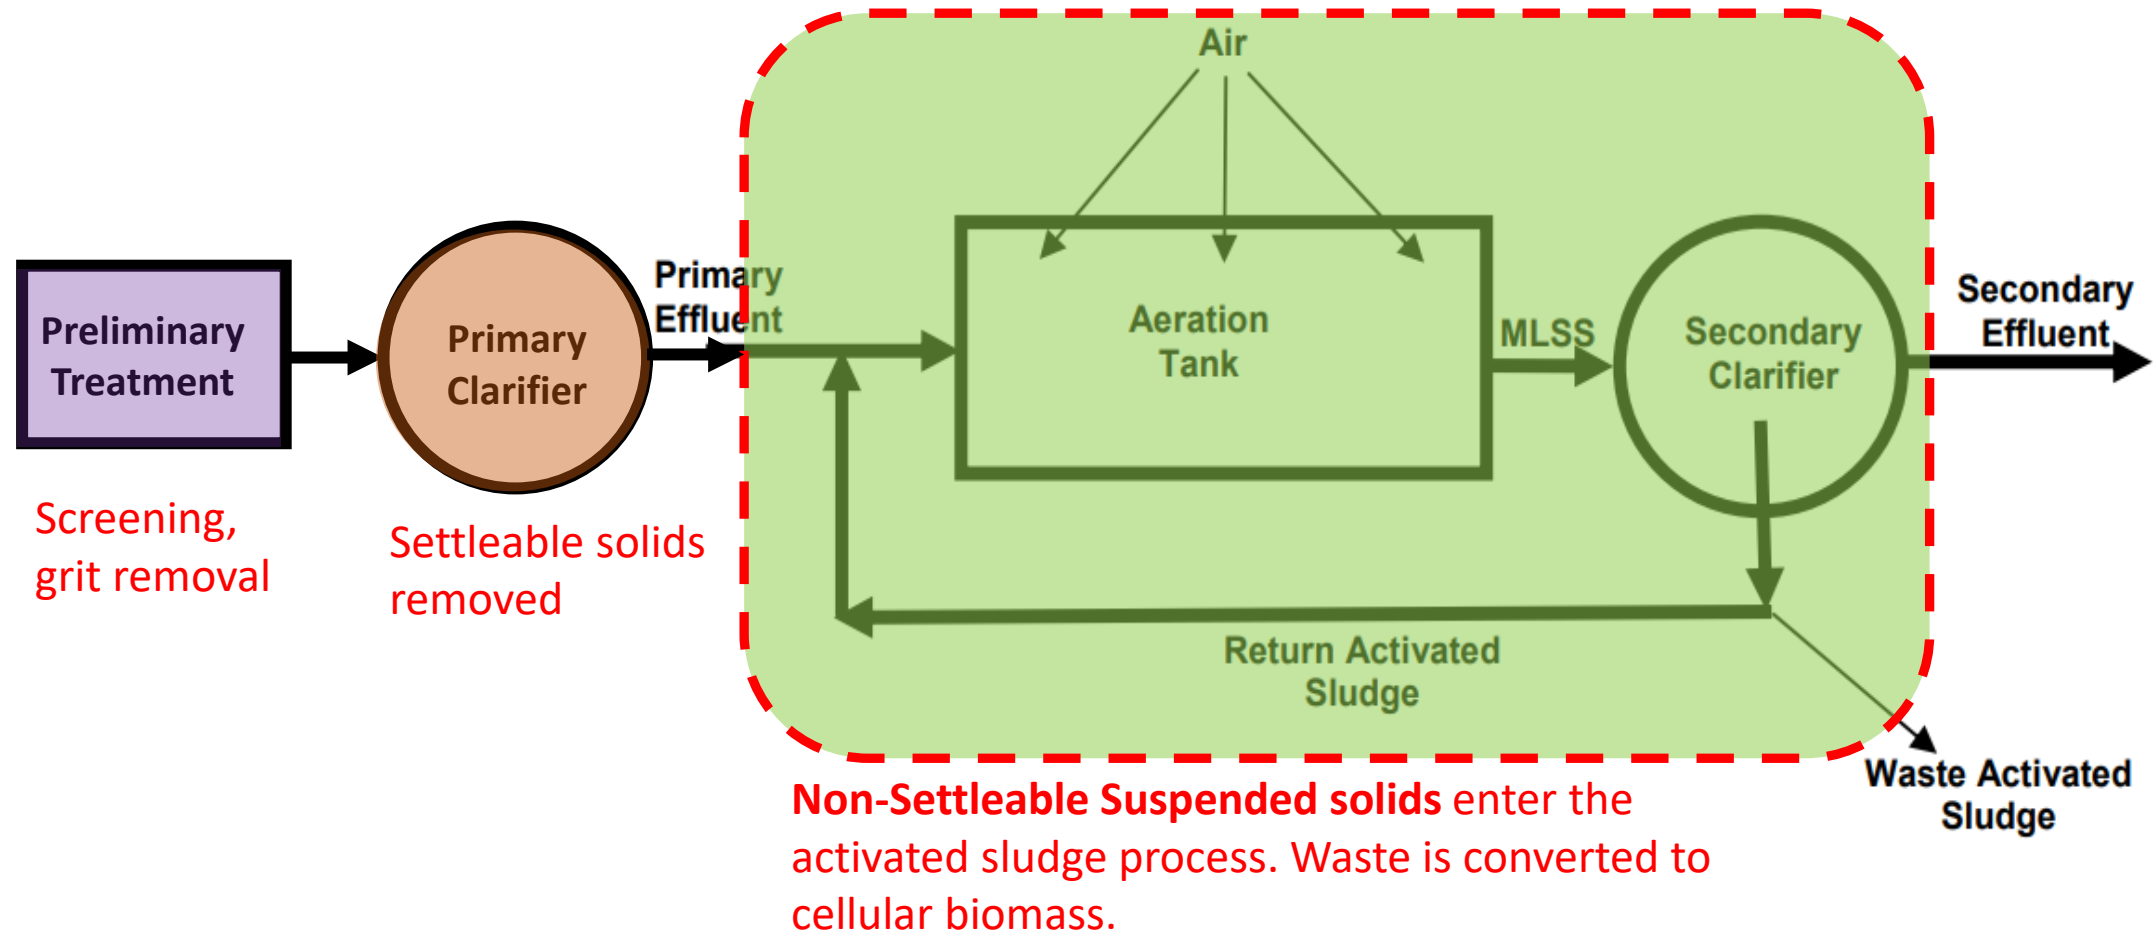 Air
Preliminary
Treatment
Primary
Clarifier
Primary
Effluent
Aeration
Tank
MLSS
Secondary
Clarifier
Secondary
Effluent
Screening,
grit removal
Settleable solids
removed
Return Activated
Sludge
Waste Activated
Sludge
Non-Settleable Suspended solids enter the
activated sludge process. Waste is converted to
cellular biomass.